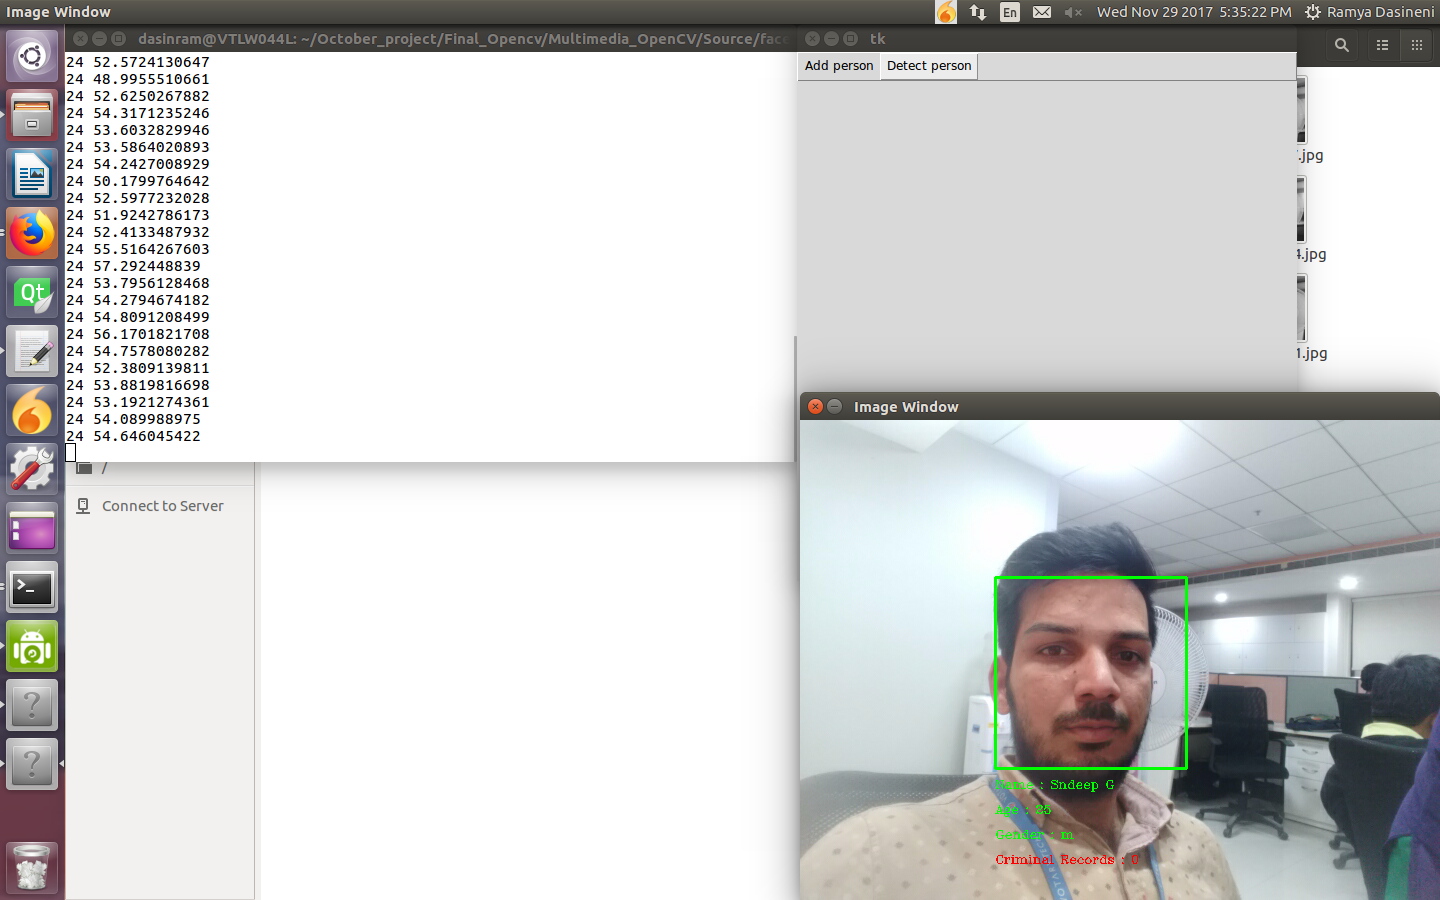 Image Window
En
Wed Nov 29 2017 5:35:22 PM
Ramya Dasineni
dasinram@VTLW044L: ~/October_project/Final_Opencv/Multimedia_OpenCV/Source/face
tk
Add person
Detect person
24 52.5724130647
24 48.9955510661
24 52.6250267882
24 54.3171235246
24 53.6032829946
24 53.5864020893
24 54.2427008929
24 50.1799764642
24 52.5977232028
24 51.9242786173
24 52.4133487932
24 55.5164267603
24 57.292448839
24 53.7956128468
24 54.2794674182
24 54.8091208499
24 56.1701821708
24 54.7578080282
24 52.3809139811
24 53.8819816698
24 53.1921274361
24 54.089988975
24 54.646045422
/
Connect to Server
.jpg
4.jpg
1.jpg
Qt
Image Window
Name : Sndeep G
Age : 25
Gender : m
Criminal Records : 0